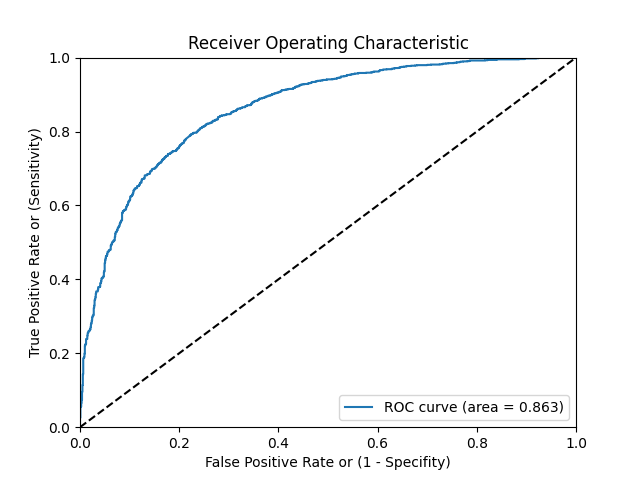 Receiver Operating Characteristic
1.0
0.8
0.6
0.4
0.2
0.0
True Positive Rate or (Sensitivity)
ROC curve (area = 0.863)
0.0 0.2 0.4 0.6 0.8 1.0
False Positive Rate or (1 - Specifity)